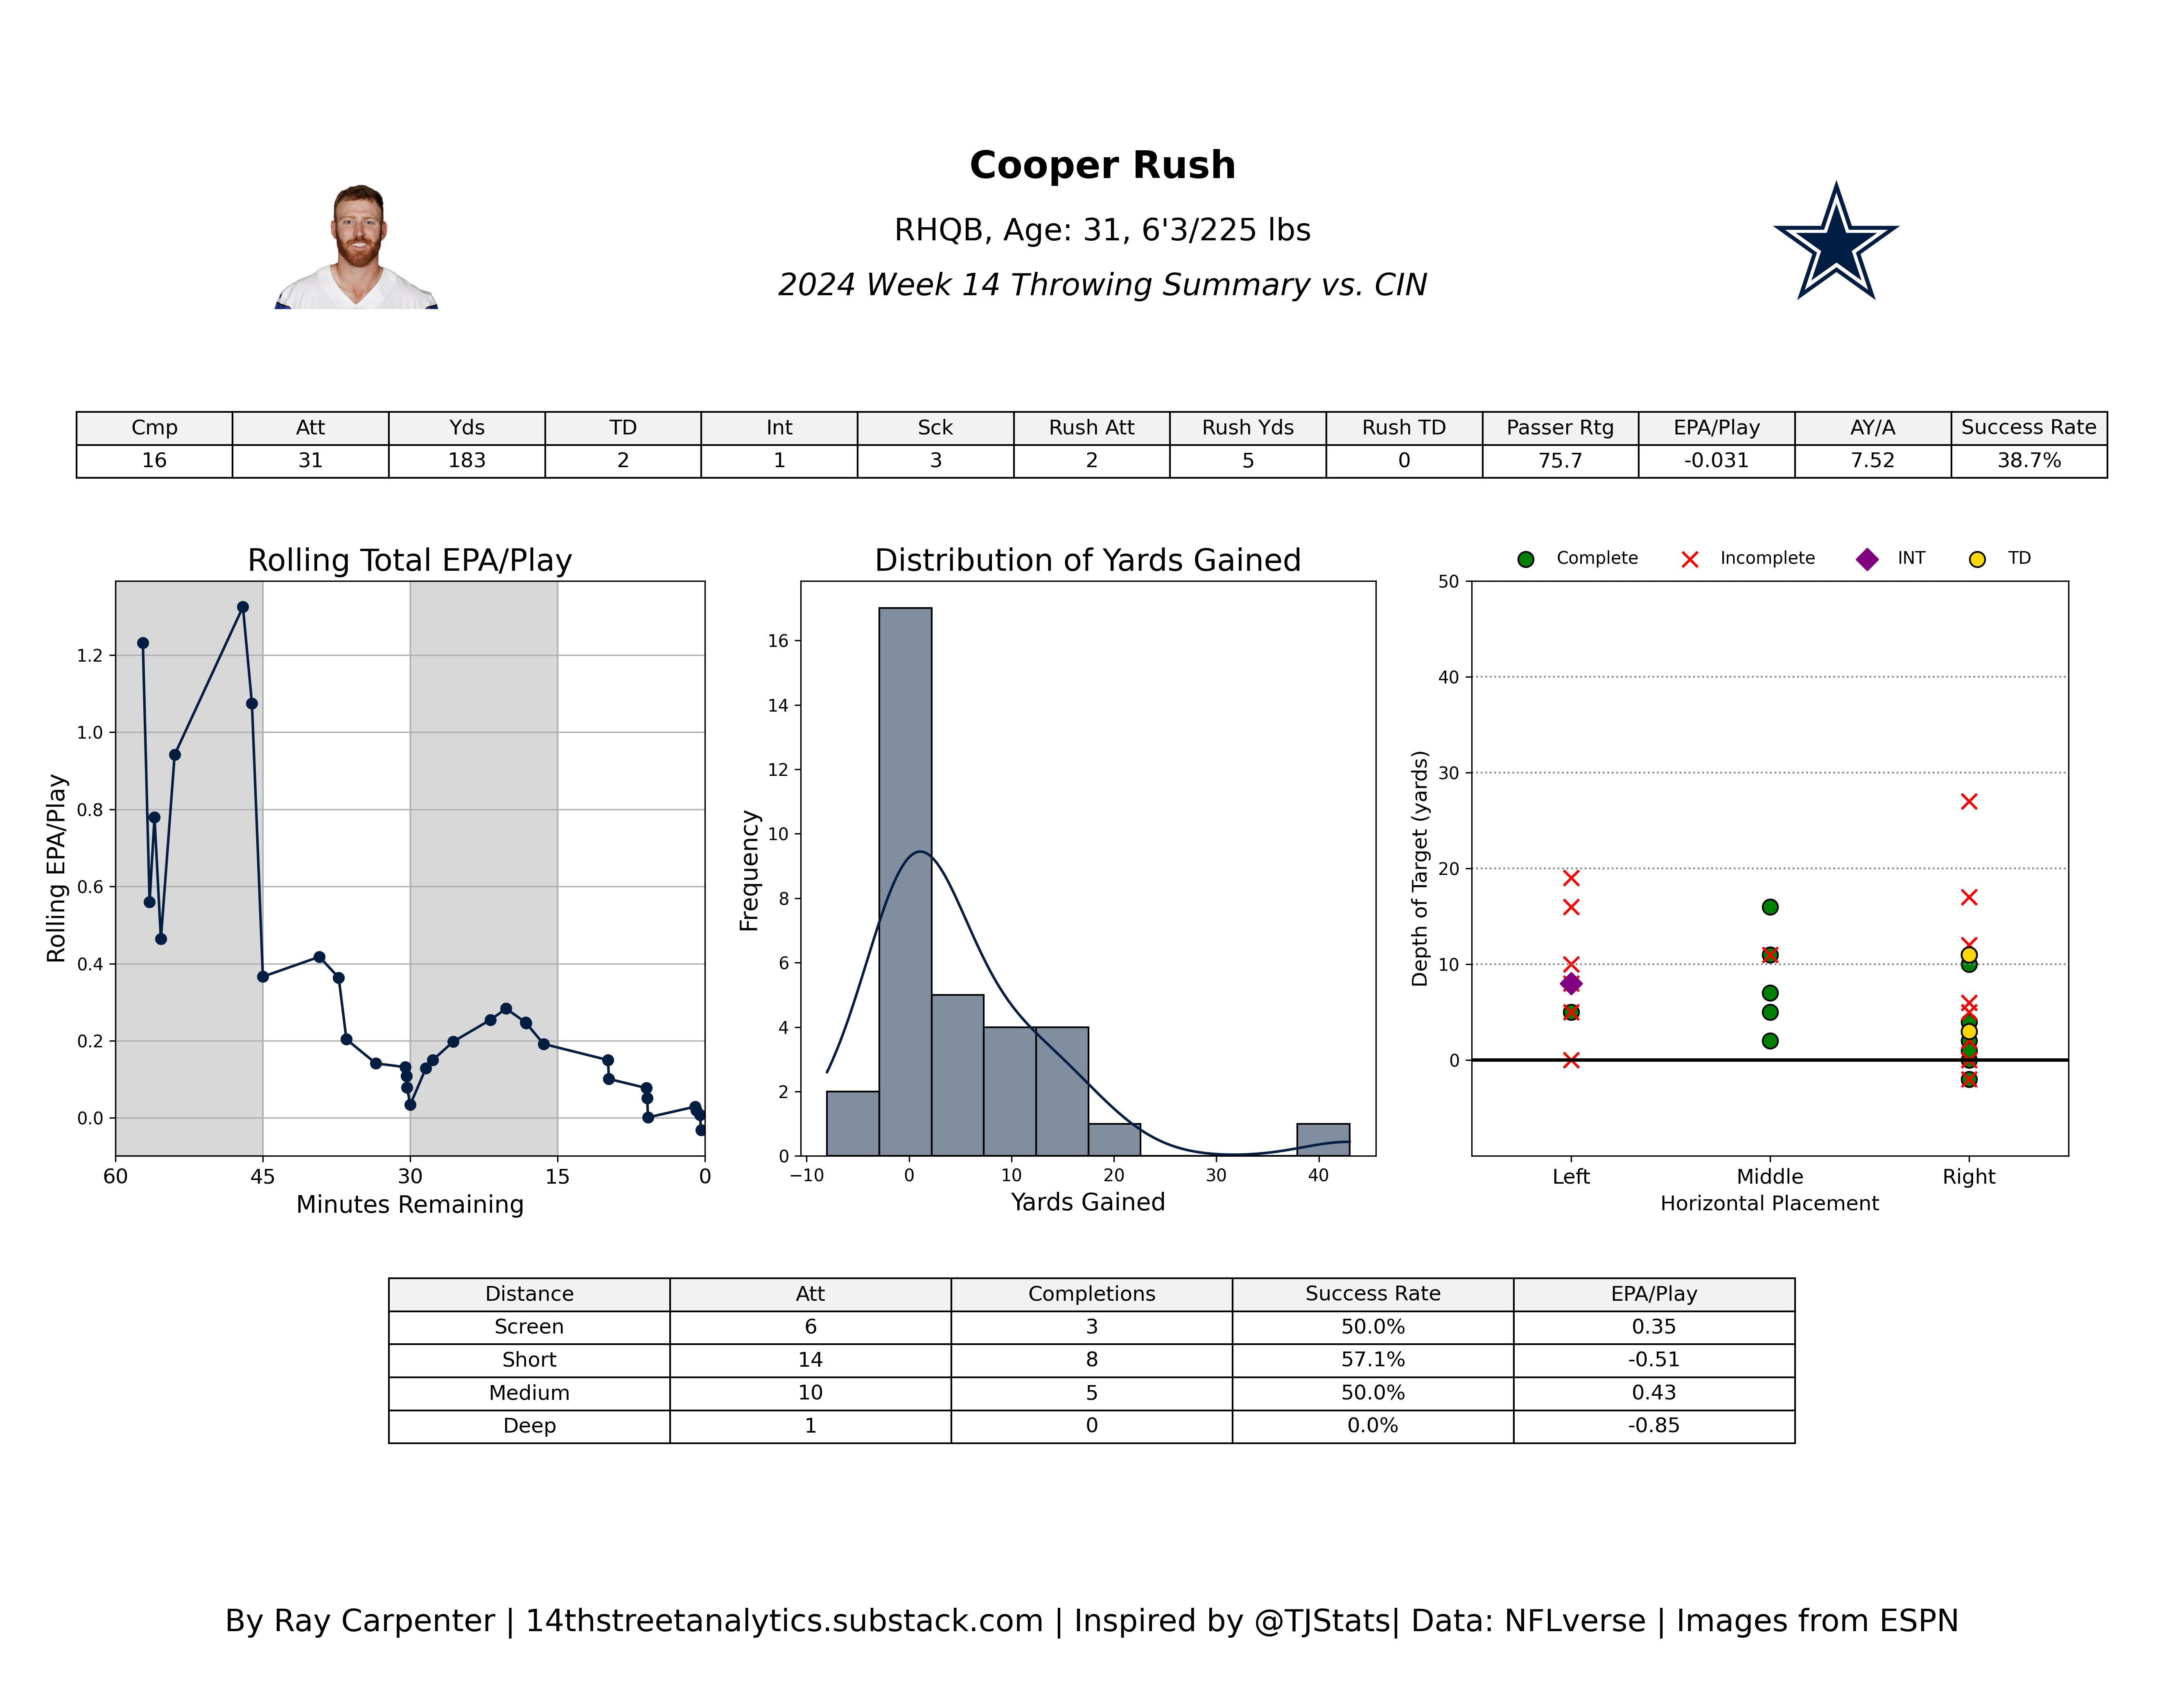 Cooper Rush
RHQB, Age: 31, 6'3/225 lbs
2024 Week 14 Throwing Summary vs. CIN
Cmp Att Yds TD Int Sck Rush Att Rush Yds Rush TD Passer Rtg EPA/Play AY/A Success Rate
16 31 183 2 1 3 2 5 0 75.7 -0.031 7.52 38.7%
Rolling Total EPA/Play
Rolling EPA/Play
1.2
1.0
0.8
0.6
0.4
0.2
0.0
60 45 30 15 0
Minutes Remaining
Distribution of Yards Gained
Frequency
16
14
12
10
8
6
4
2
0
−10 0 10 20 30 40
Yards Gained
Complete Incomplete INT TD
Depth of Target (yards)
50
40
30
20
10
0
Left Middle Right
Horizontal Placement
Distance Att Completions Success Rate EPA/Play
Screen 6 3 50.0% 0.35
Short 14 8 57.1% -0.51
Medium 10 5 50.0% 0.43
Deep 1 0 0.0% -0.85
By Ray Carpenter | 14thstreetanalytics.substack.com | Inspired by @TJStats| Data: NFLverse | Images from ESPN